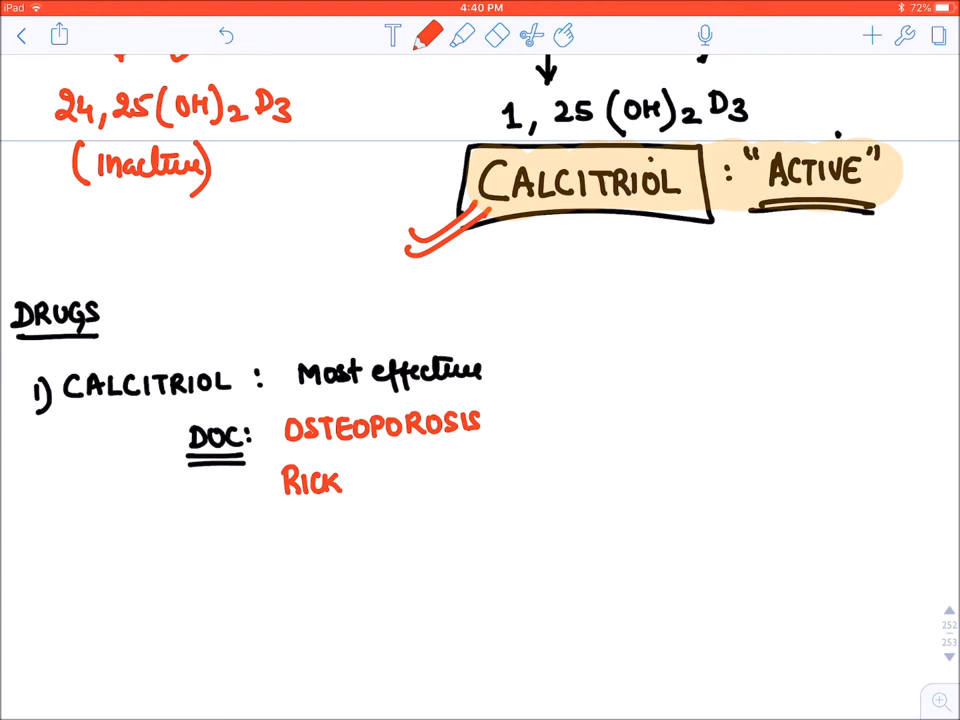 iPad 4:40 PM 72%
T
24, 25 (OH)2 D3
(Inactive)
1, 25 (OH)2 D3
CALCITRIOL : "ACTIVE"
DRUGS
1) CALCITRIOL : Most effective
DOC: OSTEOPOROSIS
RICK
252
253